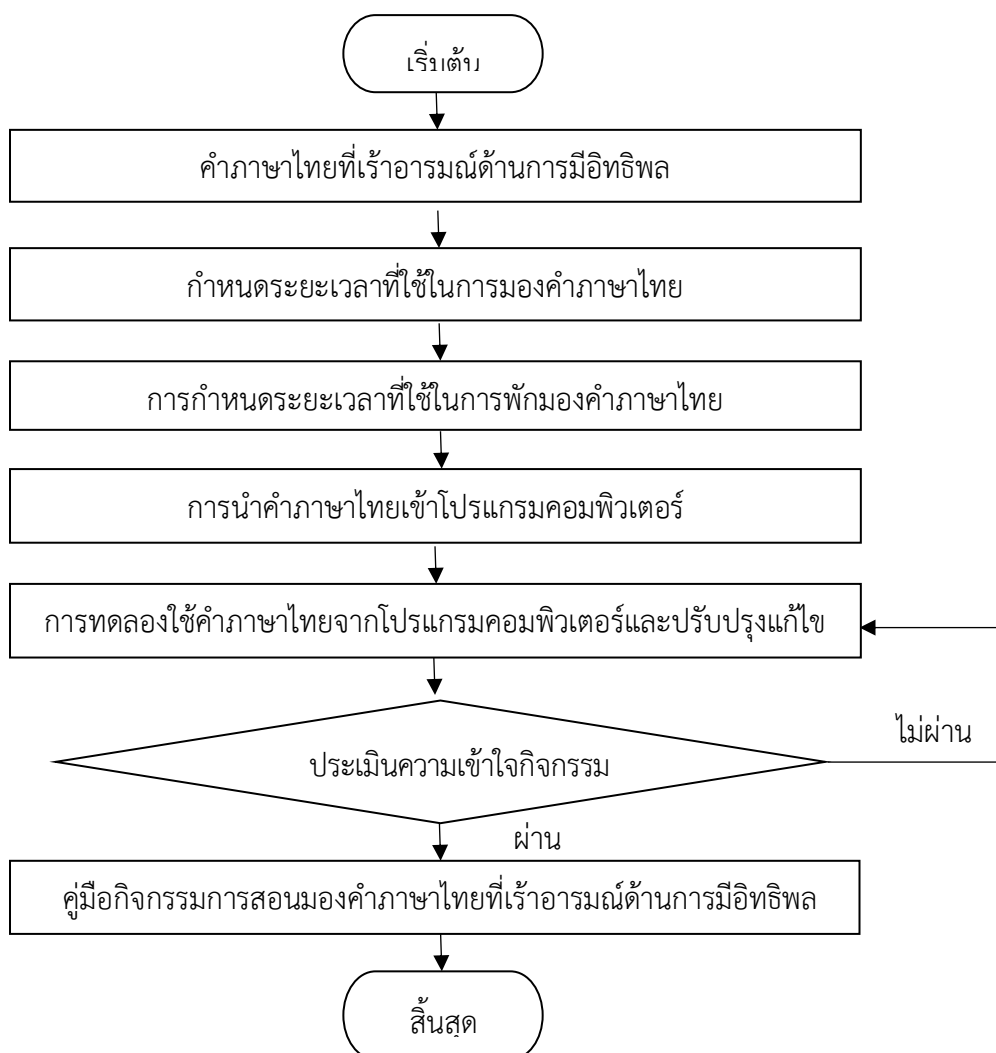 เริ่มต้น
คำภาษาไทยที่เร้าอารมณ์ด้านการมีอิทธิพล
กำหนดระยะเวลาที่ใช้ในการมองคำภาษาไทย
การกำหนดระยะเวลาที่ใช้ในการพักมองคำภาษาไทย
การนำคำภาษาไทยเข้าโปรแกรมคอมพิวเตอร์
การทดลองใช้คำภาษาไทยจากโปรแกรมคอมพิวเตอร์และปรับปรุงแก้ไข
ไม่ผ่าน
ประเมินความเข้าใจกิจกรรม
ผ่าน
คู่มือกิจกรรมการสอนมองคำภาษาไทยที่เร้าอารมณ์ด้านการมีอิทธิพล
สิ้นสุด